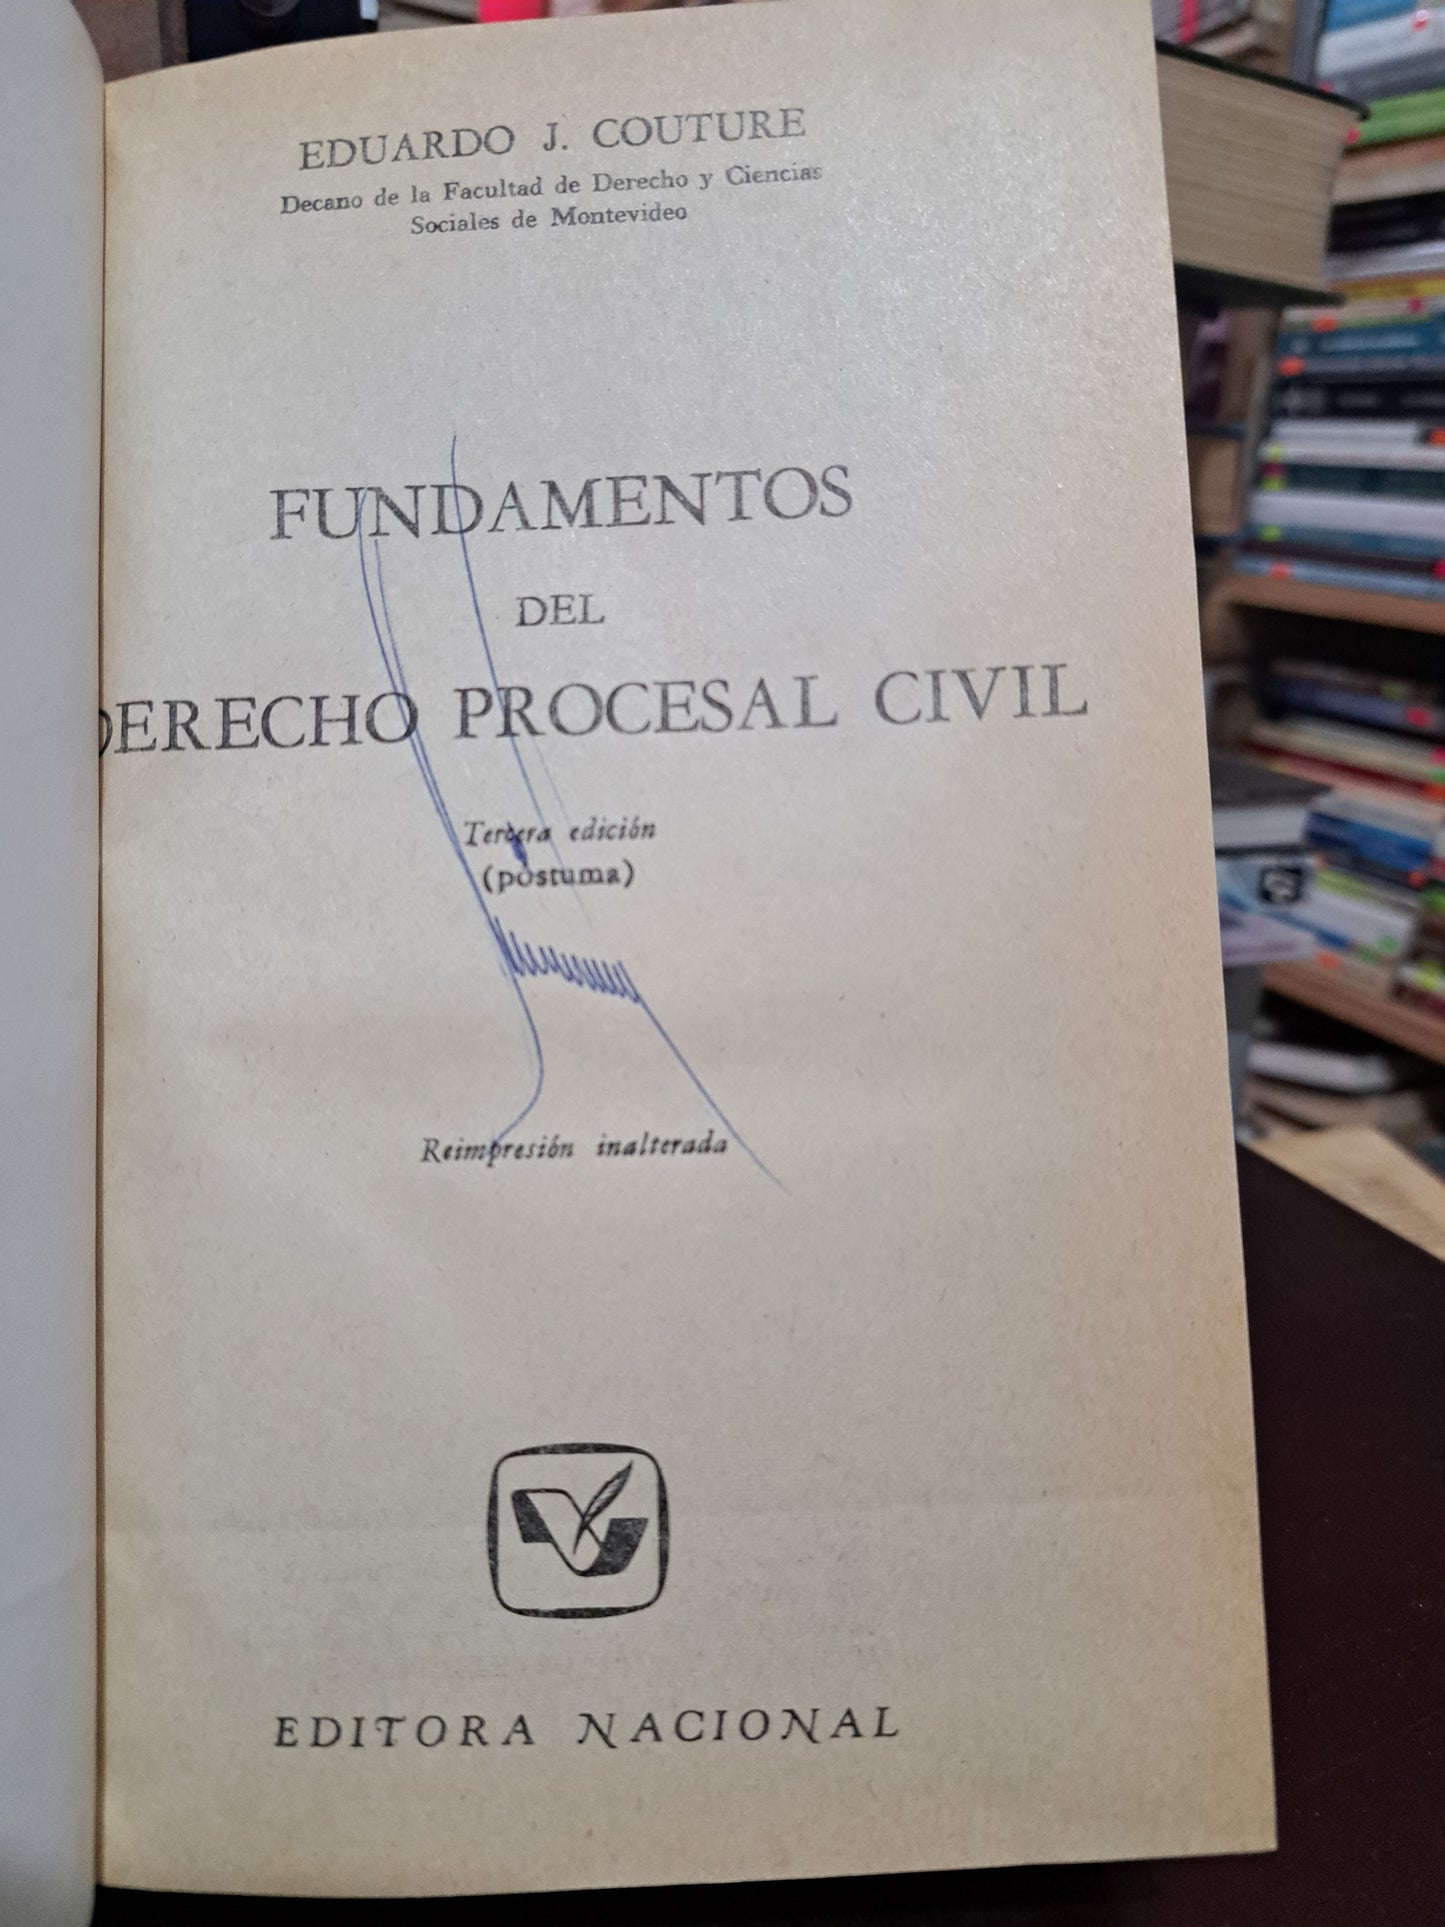 EDUARDO J. COUTURE
Decano de la Facultad de Derecho y Ciencias
Sociales de Montevideo
FUNDAMENTOS
DEL
DERECHO PROCESAL CIVIL
Tercera edición
(póstuma)
Reimpresión inalterada
EDITORA NACIONAL